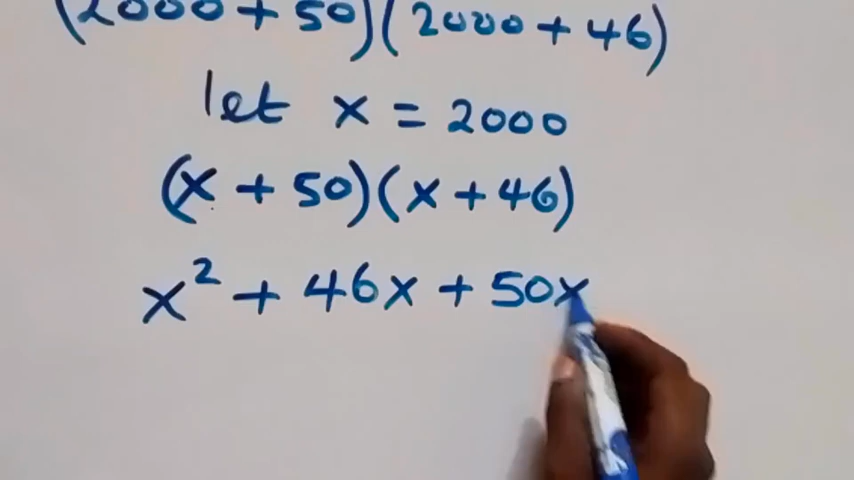 (2000 + 50)(2000 + 46)
let x = 2000
(x + 50)(x + 46)
x² + 46x + 50x